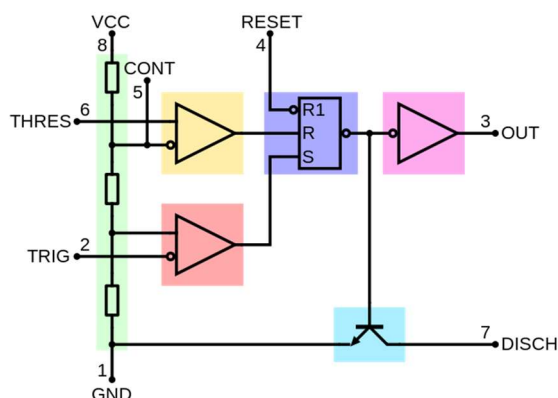 VCC
RESET
8
4
CONT
5
THRES 6
R1
R
S
3
OUT
TRIG 2
7
DISCH
1
GND